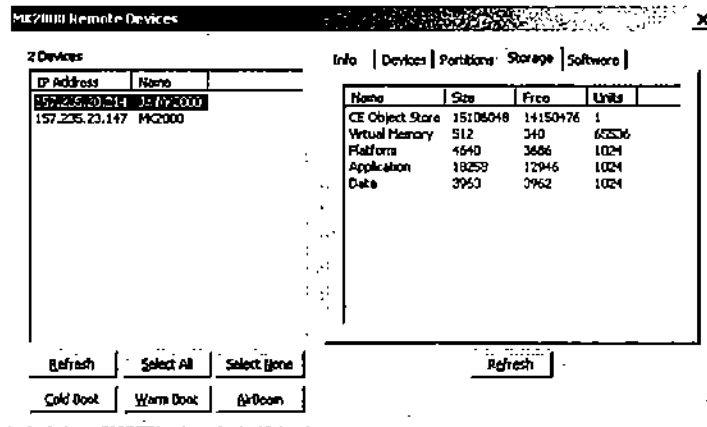 MK2000 Remote Devices X
2 Devices
IP Address Name
157.235.23.147 MK2000
Refresh Select All Select None
Cold Boot Warm Boot AirBeam
Info Devices Partitions Storage Software
Name Size Free Units
CE Object Store 15106048 14150476 1
Virtual Memory 512 340 65536
Platform 4640 3686 1024
Application 18258 12946 1024
Data 3963 3962 1024
Refresh